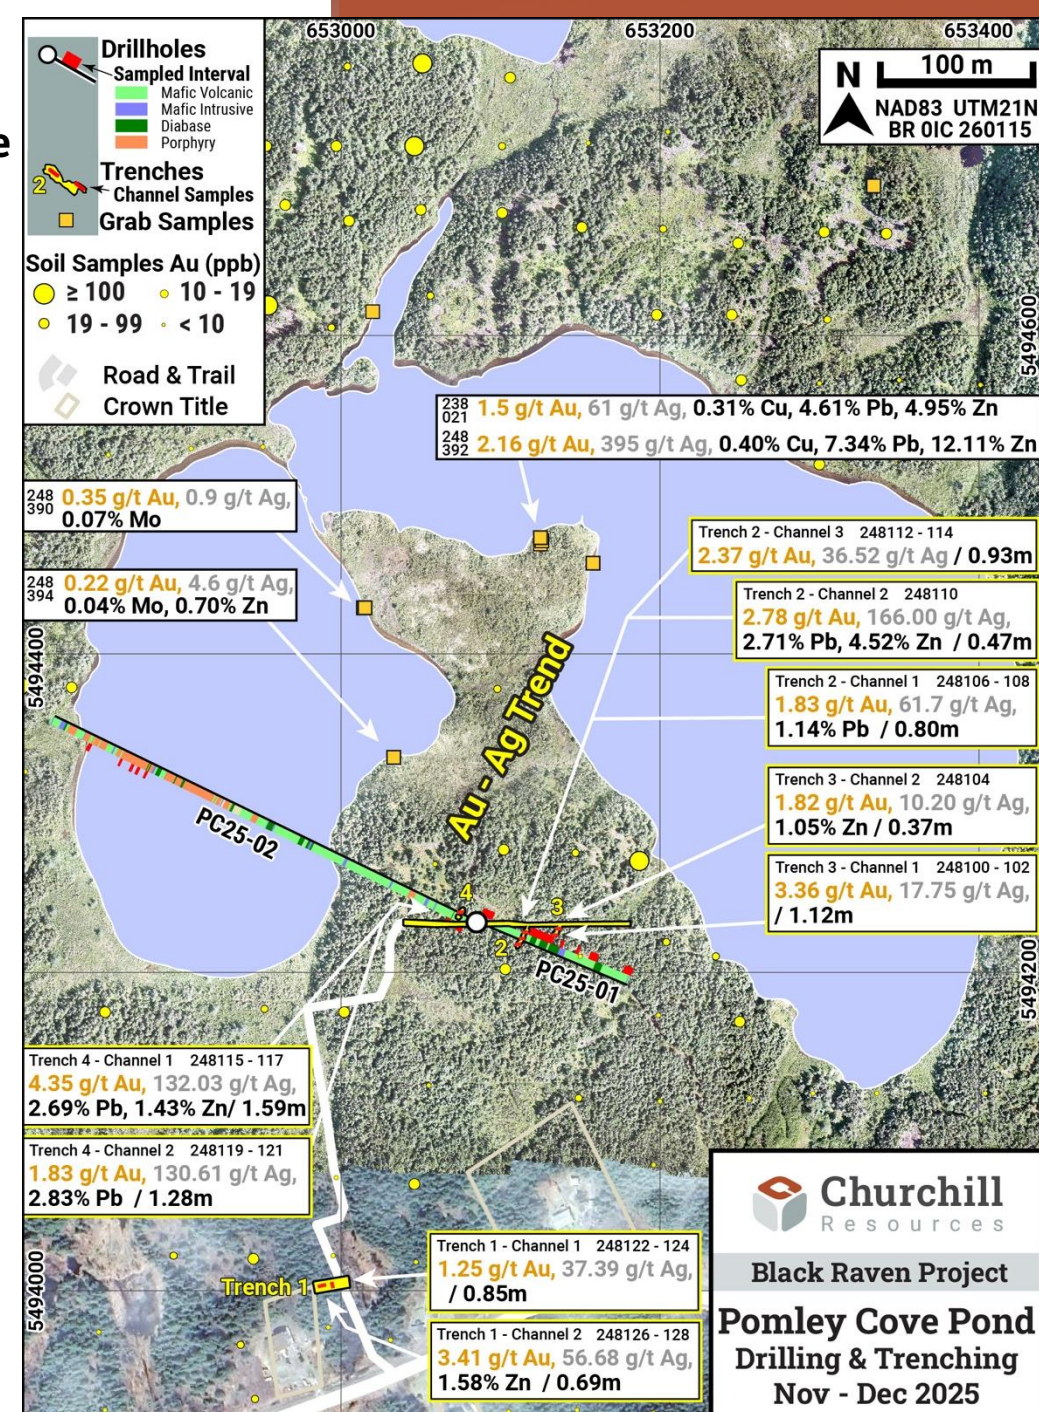 e
Drillholes
Sampled Interval
Mafic Volcanic
Mafic Intrusive
Diabase
Porphyry
2
Trenches
Channel Samples
Grab Samples
Soil Samples Au (ppb)
≥ 100
10 - 19
19 - 99
< 10
Road & Trail
Crown Title
653000
653200
653400
N
100 m
NAD83 UTM21N
BR OIC 260115
5494600
238 021 1.5 g/t Au, 61 g/t Ag, 0.31% Cu, 4.61% Pb, 4.95% Zn
248 392 2.16 g/t Au, 395 g/t Ag, 0.40% Cu, 7.34% Pb, 12.11% Zn
248 390 0.35 g/t Au, 0.9 g/t Ag,
0.07% Mo
248 394 0.22 g/t Au, 4.6 g/t Ag,
0.04% Mo, 0.70% Zn
Trench 2 - Channel 3 248112 - 114
2.37 g/t Au, 36.52 g/t Ag / 0.93m
Trench 2 - Channel 2 248110
2.78 g/t Au, 166.00 g/t Ag,
2.71% Pb, 4.52% Zn / 0.47m
5494400
Trench 2 - Channel 1 248106 - 108
1.83 g/t Au, 61.7 g/t Ag,
1.14% Pb / 0.80m
Au - Ag Trend
Trench 3 - Channel 2 248104
1.82 g/t Au, 10.20 g/t Ag,
1.05% Zn / 0.37m
Trench 3 - Channel 1 248100 - 102
3.36 g/t Au, 17.75 g/t Ag,
/ 1.12m
PC25-02
4
3
2
PC25-01
5494200
Trench 4 - Channel 1 248115 - 117
4.35 g/t Au, 132.03 g/t Ag,
2.69% Pb, 1.43% Zn/ 1.59m
Trench 4 - Channel 2 248119 - 121
1.83 g/t Au, 130.61 g/t Ag,
2.83% Pb / 1.28m
5494000
Trench 1
Trench 1 - Channel 1 248122 - 124
1.25 g/t Au, 37.39 g/t Ag,
/ 0.85m
Trench 1 - Channel 2 248126 - 128
3.41 g/t Au, 56.68 g/t Ag,
1.58% Zn / 0.69m
Churchill
Resources
Black Raven Project
Pomley Cove Pond
Drilling & Trenching
Nov - Dec 2025